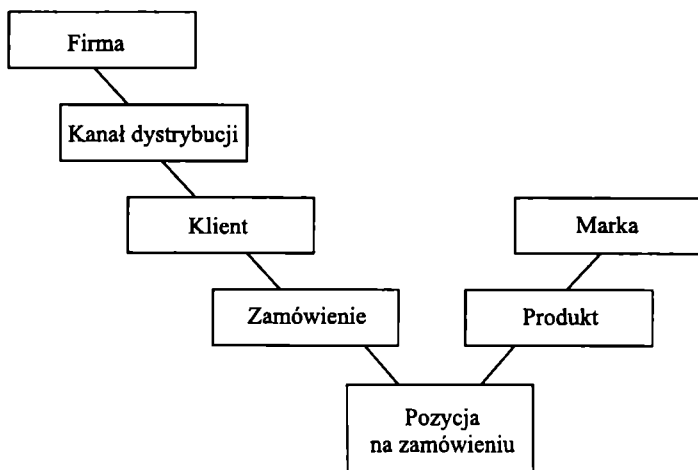 Firma
Kanał dystrybucji
Klient
Marka
Zamówienie
Produkt
Pozycja
na zamówieniu